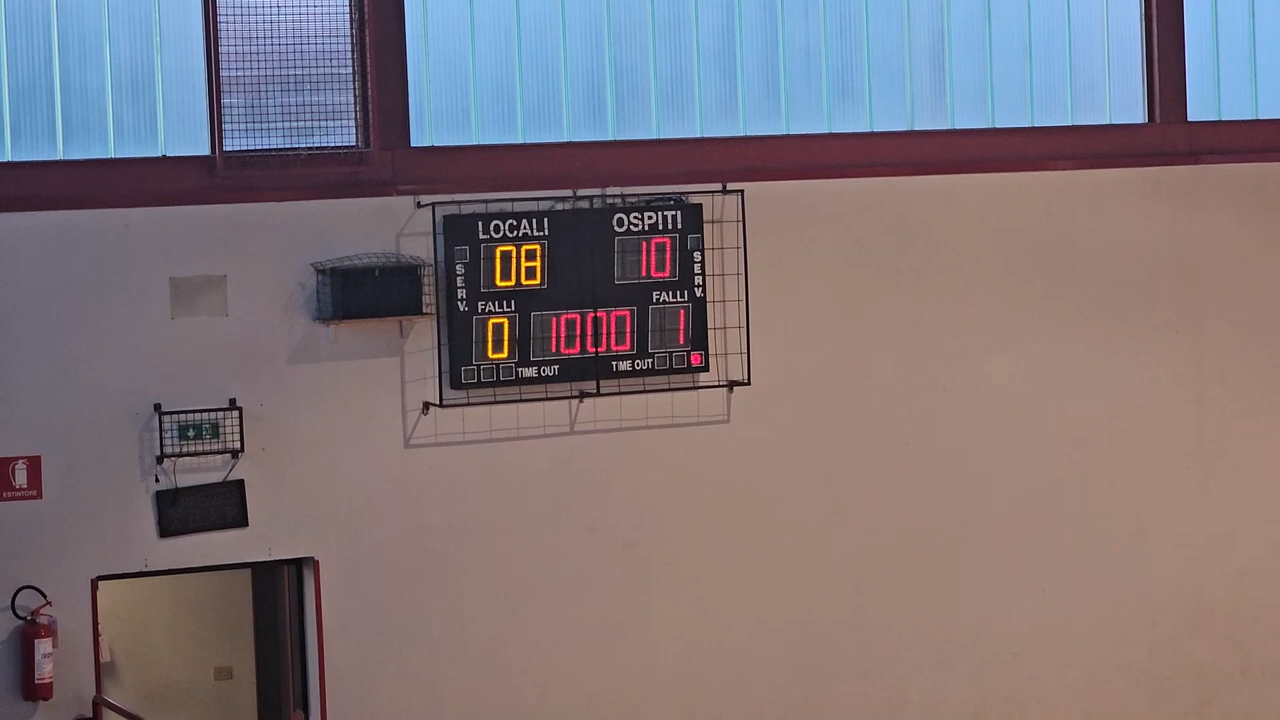 LOCALI OSPITI
08 10
SERV. SERV.
FALLI FALLI
0 1000 1
TIME OUT TIME OUT
ESTINTORE